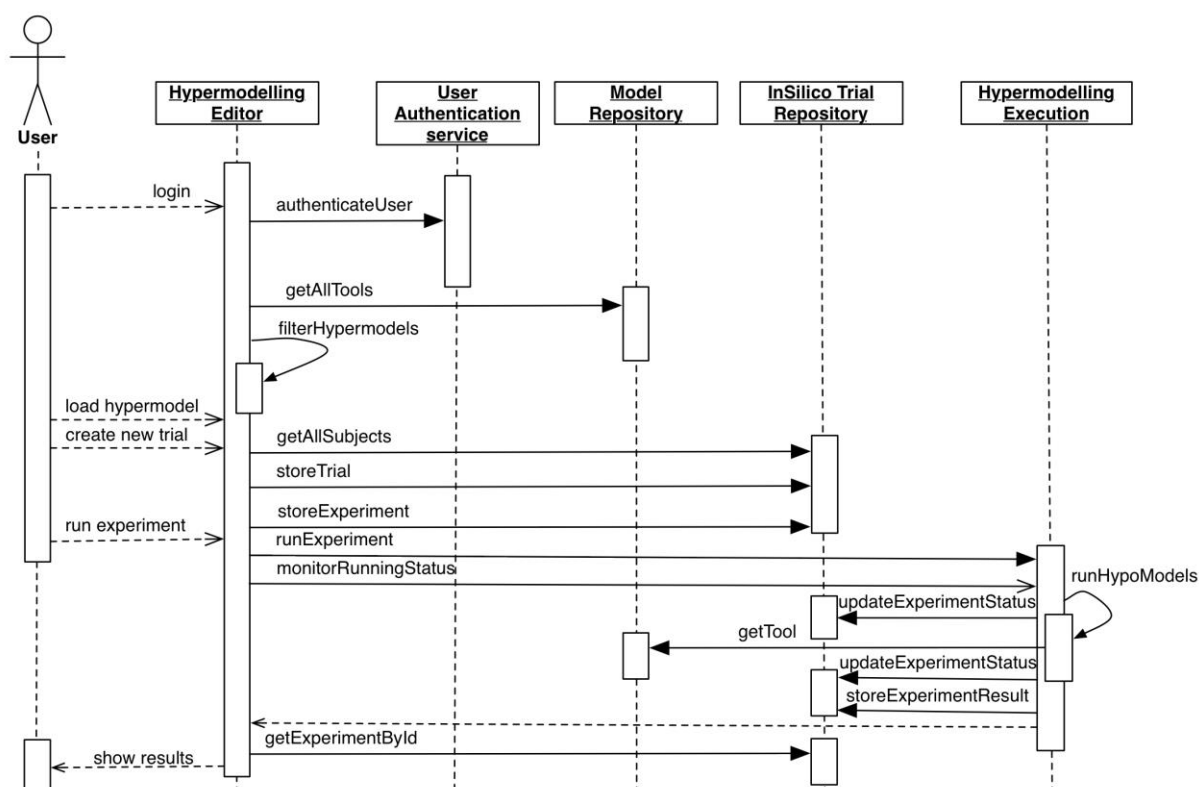 User
Hypermodelling
Editor
User
Authentication
service
Model
Repository
InSilico Trial
Repository
Hypermodelling
Execution
login
authenticateUser
getAllTools
filterHypermodels
load hypermodel
create new trial
getAllSubjects
storeTrial
storeExperiment
run experiment
runExperiment
monitorRunningStatus
runHypoModels
updateExperimentStatus
getTool
updateExperimentStatus
storeExperimentResult
getExperimentById
show results